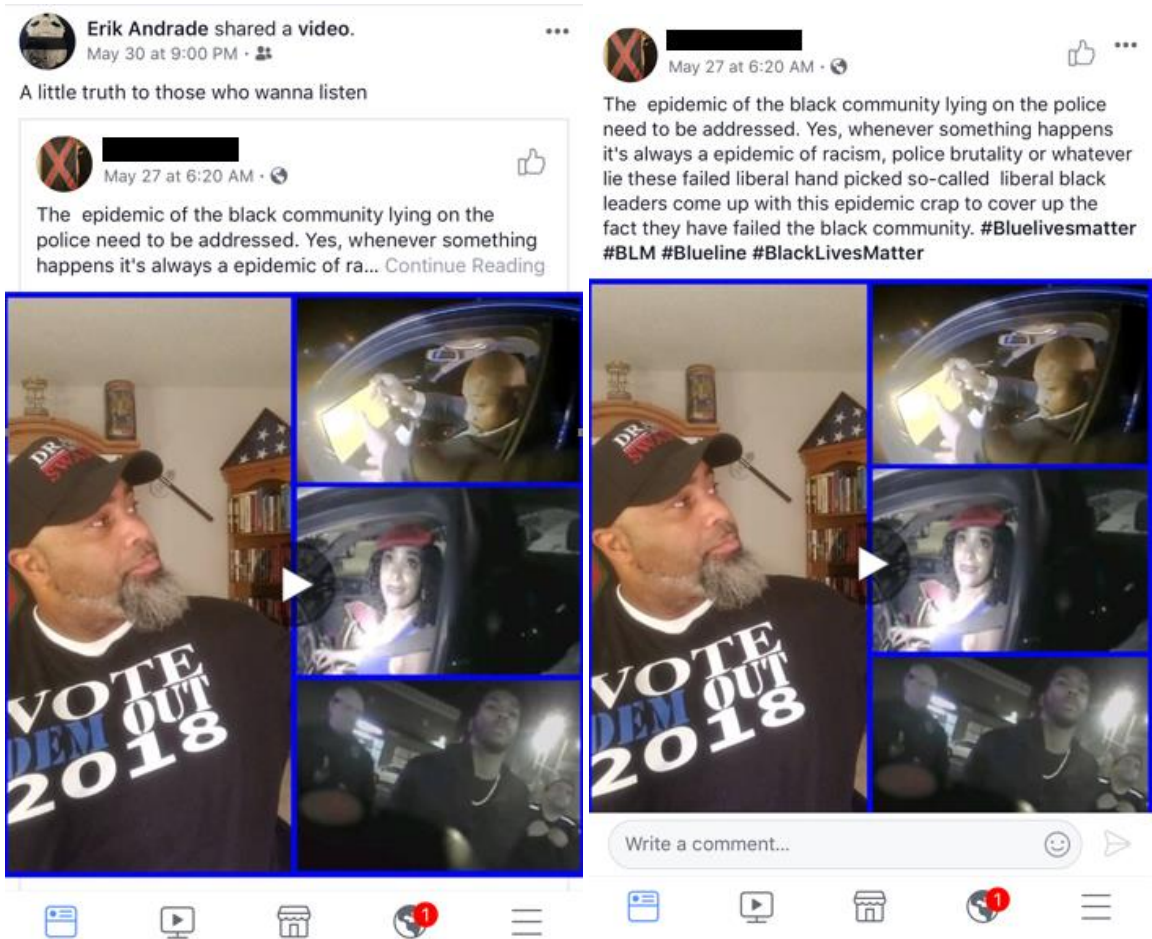 Erik Andrade shared a video.
May 30 at 9:00 PM
A little truth to those who wanna listen
May 27 at 6:20 AM
The epidemic of the black community lying on the
police need to be addressed. Yes, whenever something
happens it's always a epidemic of ra... Continue Reading
VOTE
DEM OUT
2018
1
May 27 at 6:20 AM
The epidemic of the black community lying on the police
need to be addressed. Yes, whenever something happens
it's always a epidemic of racism, police brutality or whatever
lie these failed liberal hand picked so-called liberal black
leaders come up with this epidemic crap to cover up the
fact they have failed the black community. #Bluelivesmatter
#BLM #Blueline #BlackLivesMatter
VOTE
DEM OUT
2018
Write a comment...
1